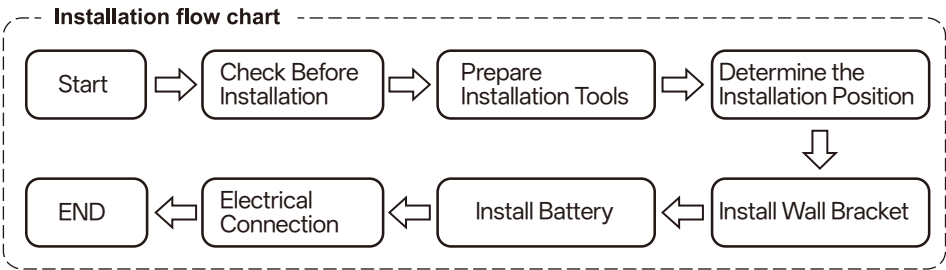 Installation flow chart
Start
Check Before
Installation
Prepare
Installation Tools
Determine the
Installation Position
Install Wall Bracket
Install Battery
Electrical
Connection
END